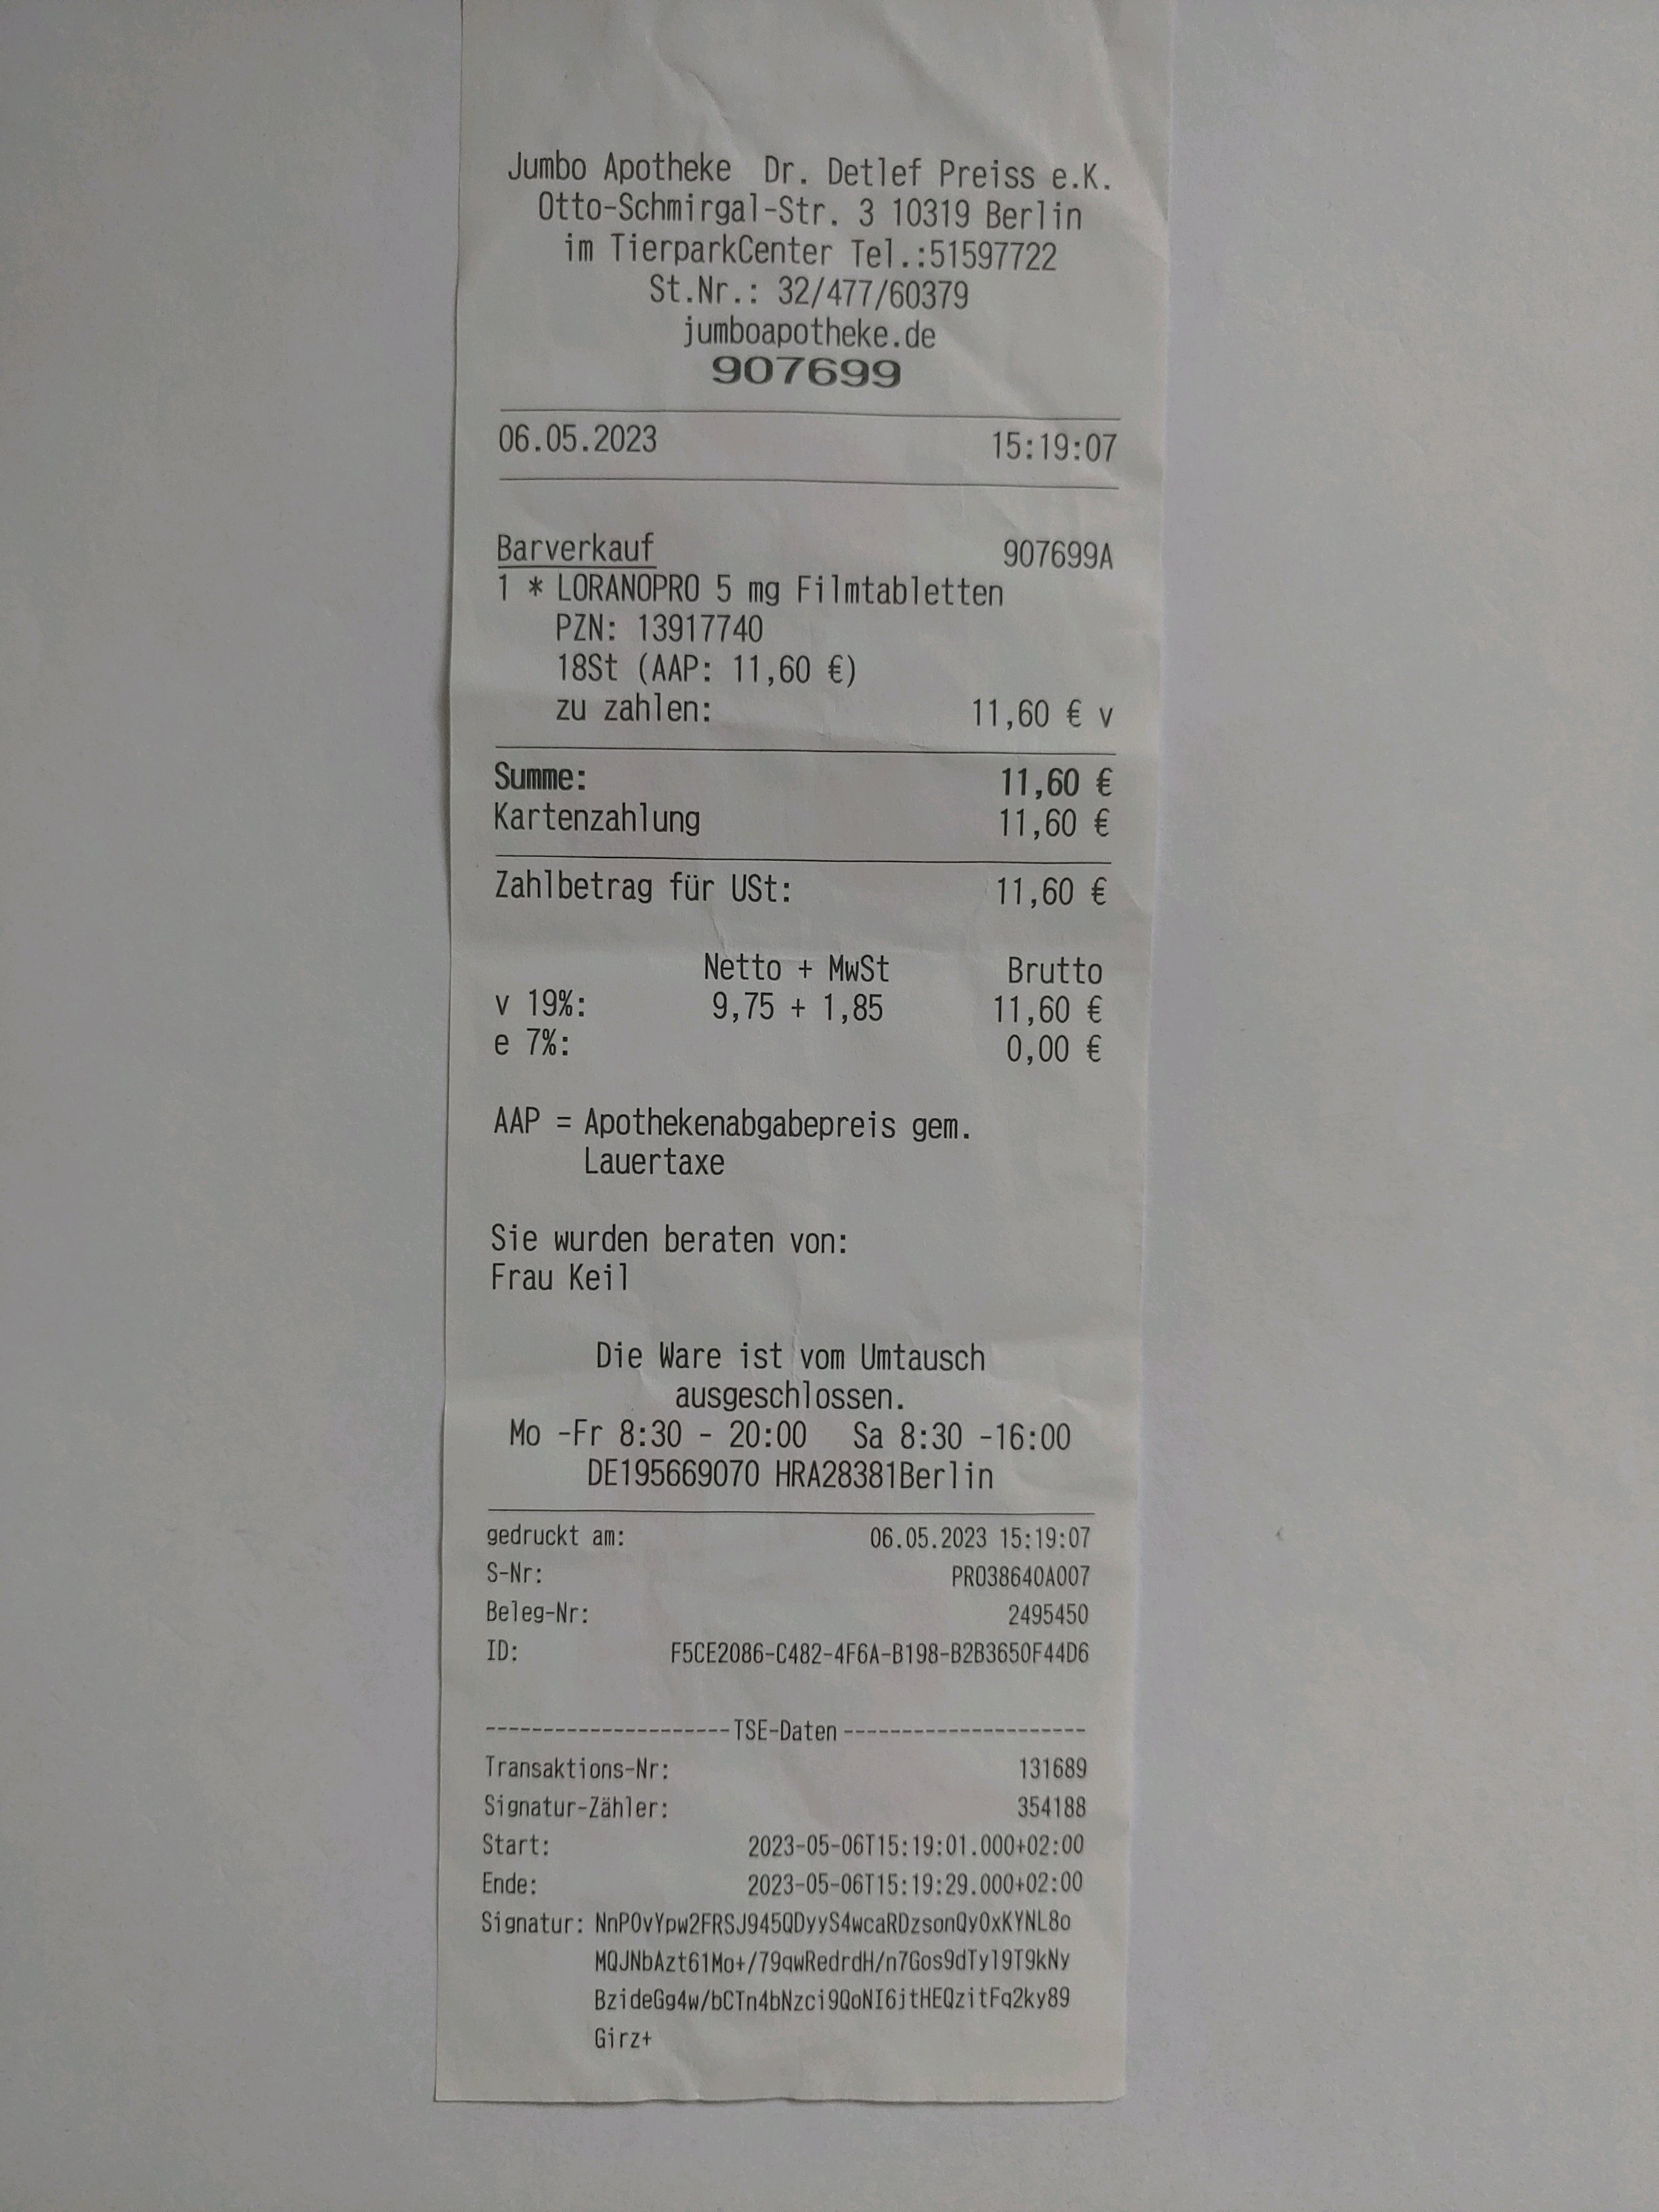 Jumbo Apotheke Dr. Detlef Preiss e.K.
Otto-Schmirgal-Str. 3 10319 Berlin
im TierparkCenter Tel.:51597722
St.Nr.: 32/477/60379
jumboapotheke.de
907699
06.05.2023 15:19:07
Barverkauf 907699A
1 * LORANOPRO 5 mg Filmtabletten
PZN: 13917740
18St (AAP: 11,60 €)
zu zahlen: 11,60 € v
Summe: 11,60 €
Kartenzahlung 11,60 €
Zahlbetrag für USt: 11,60 €
Netto + MwSt Brutto
v 19%: 9,75 + 1,85 11,60 €
e 7%: 0,00 €
AAP = Apothekenabgabepreis gem.
Lauertaxe
Sie wurden beraten von:
Frau Keil
Die Ware ist vom Umtausch
ausgeschlossen.
Mo -Fr 8:30 - 20:00 Sa 8:30 -16:00
DE195669070 HRA28381Berlin
gedruckt am: 06.05.2023 15:19:07
S-Nr: PRO38640A007
Beleg-Nr: 2495450
ID: F5CE2086-C482-4F6A-B198-B2B3650F44D6
---------------------TSE-Daten---------------------
Transaktions-Nr: 131689
Signatur-Zähler: 354188
Start: 2023-05-06T15:19:01.000+02:00
Ende: 2023-05-06T15:19:29.000+02:00
Signatur: NnPOvYpw2FRSJ945QDyyS4wcaRDzsonQyOxKYNL8o
MQJNbAzt61Mo+/79qwRedrdH/n7Gos9dTyl9T9kNy
BzideGg4w/bCTn4bNzci9QoNI6jtHEQzitFq2ky89
Girz+